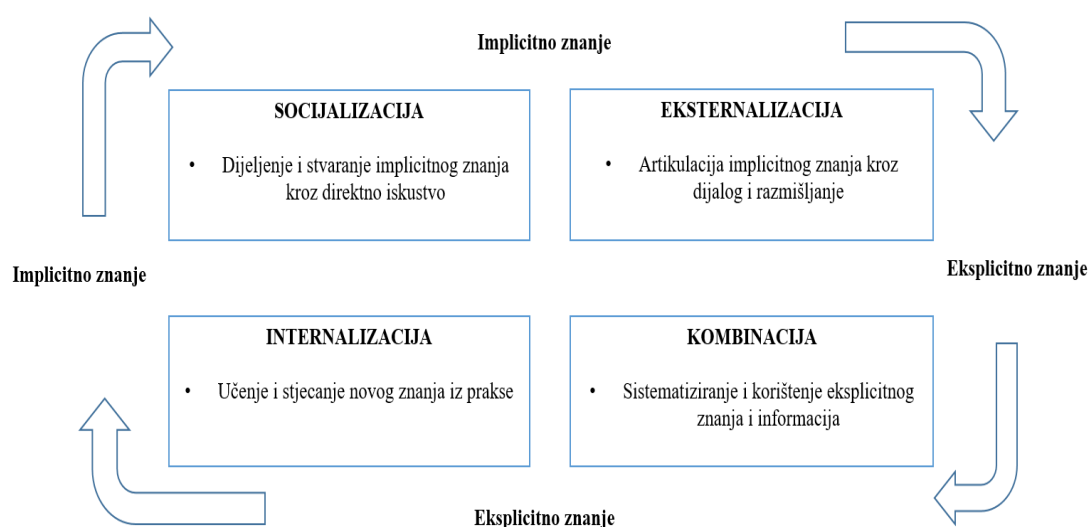 Implicitno znanje
SOCIJALIZACIJA
• Dijeljenje i stvaranje implicitnog znanja
kroz direktno iskustvo
EKSTERNALIZACIJA
• Artikulacija implicitnog znanja kroz
dijalog i razmišljanje
Implicitno znanje
Eksplicitno znanje
INTERNALIZACIJA
• Učenje i stjecanje novog znanja iz prakse
KOMBINACIJA
• Sistematiziranje i korištenje eksplicitnog
znanja i informacija
Eksplicitno znanje